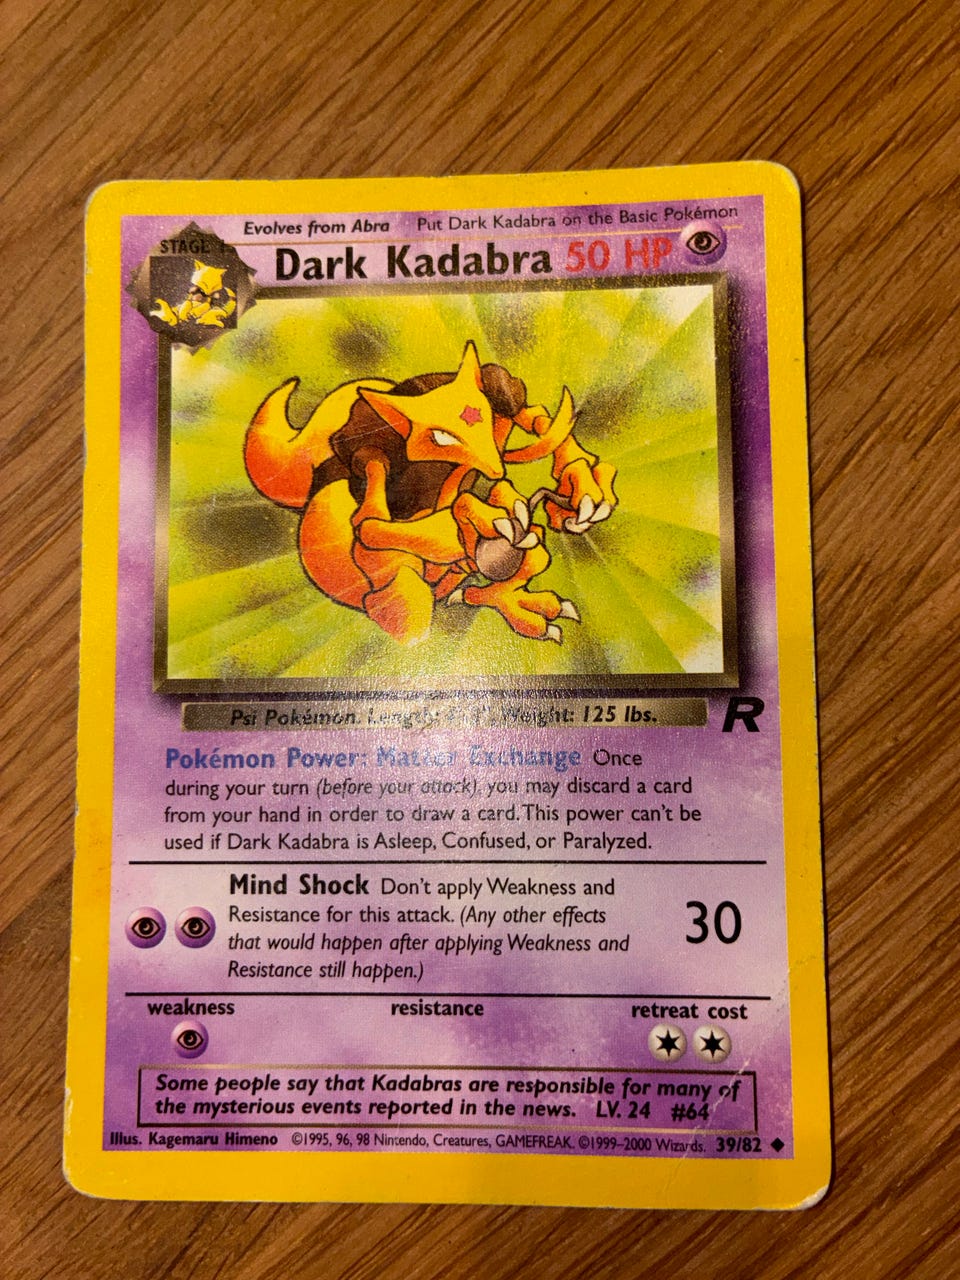 Evolves from Abra Put Dark Kadabra on the Basic Pokémon
STAGE
Dark Kadabra 50 HP
Psi Pokémon. Length: Weight: 125 lbs.
R
Pokémon Power: Matter Exchange Once
during your turn (before your attack), you may discard a card
from your hand in order to draw a card. This power can't be
used if Dark Kadabra is Asleep, Confused, or Paralyzed.
Mind Shock Don't apply Weakness and
Resistance for this attack. (Any other effects
that would happen after applying Weakness and
Resistance still happen.)
30
weakness resistance retreat cost
Some people say that Kadabras are responsible for many of
the mysterious events reported in the news. LV. 24 #64
Illus. Kagemaru Himeno ©1995, 96, 98 Nintendo, Creatures, GAMEFREAK. ©1999-2000 Wizards. 39/82